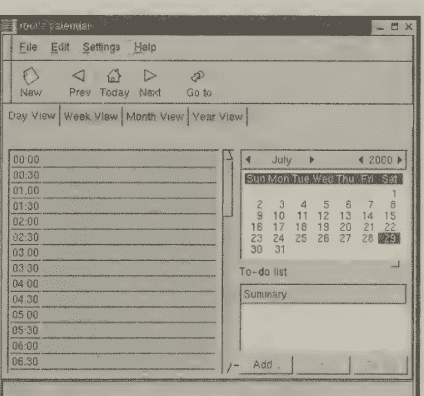 root's calendar
File Edit Settings Help
New Prev Today Next Go to
Day View Week View Month View Year View
00:00
00:30
01:00
01:30
02:00
02:30
03:00
03:30
04:00
04:30
05:00
05:30
06:00
06:30
July 2000
Sun Mon Tue Wed Thu Fri Sat
1
2 3 4 5 6 7 8
9 10 11 12 13 14 15
16 17 18 19 20 21 22
23 24 25 26 27 28 29
30 31
To-do list
Summary
Add